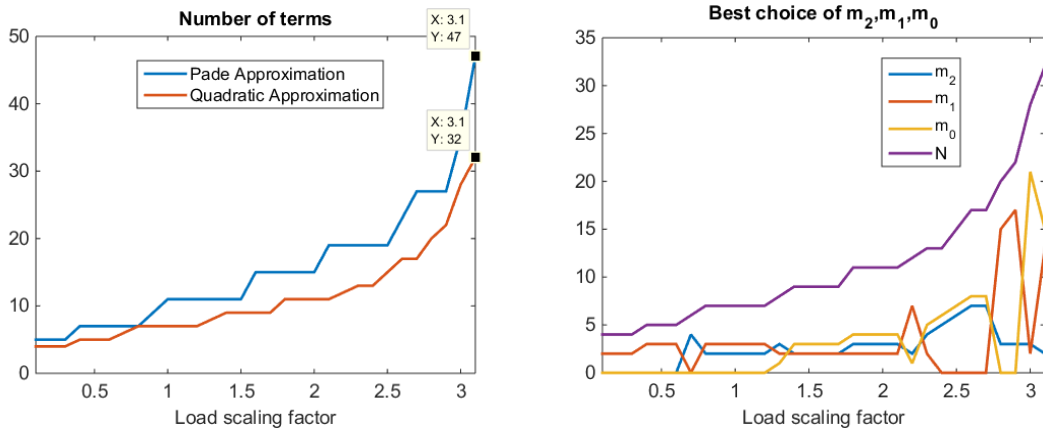 Number of terms
X: 3.1
Y: 47
Pade Approximation
Quadratic Approximation
X: 3.1
Y: 32
50
40
30
20
10
0
0.5
1
1.5
2
2.5
3
Load scaling factor
Best choice of m2,m1,m0
m2
m1
m0
N
35
30
25
20
15
10
5
0
0.5
1
1.5
2
2.5
3
Load scaling factor